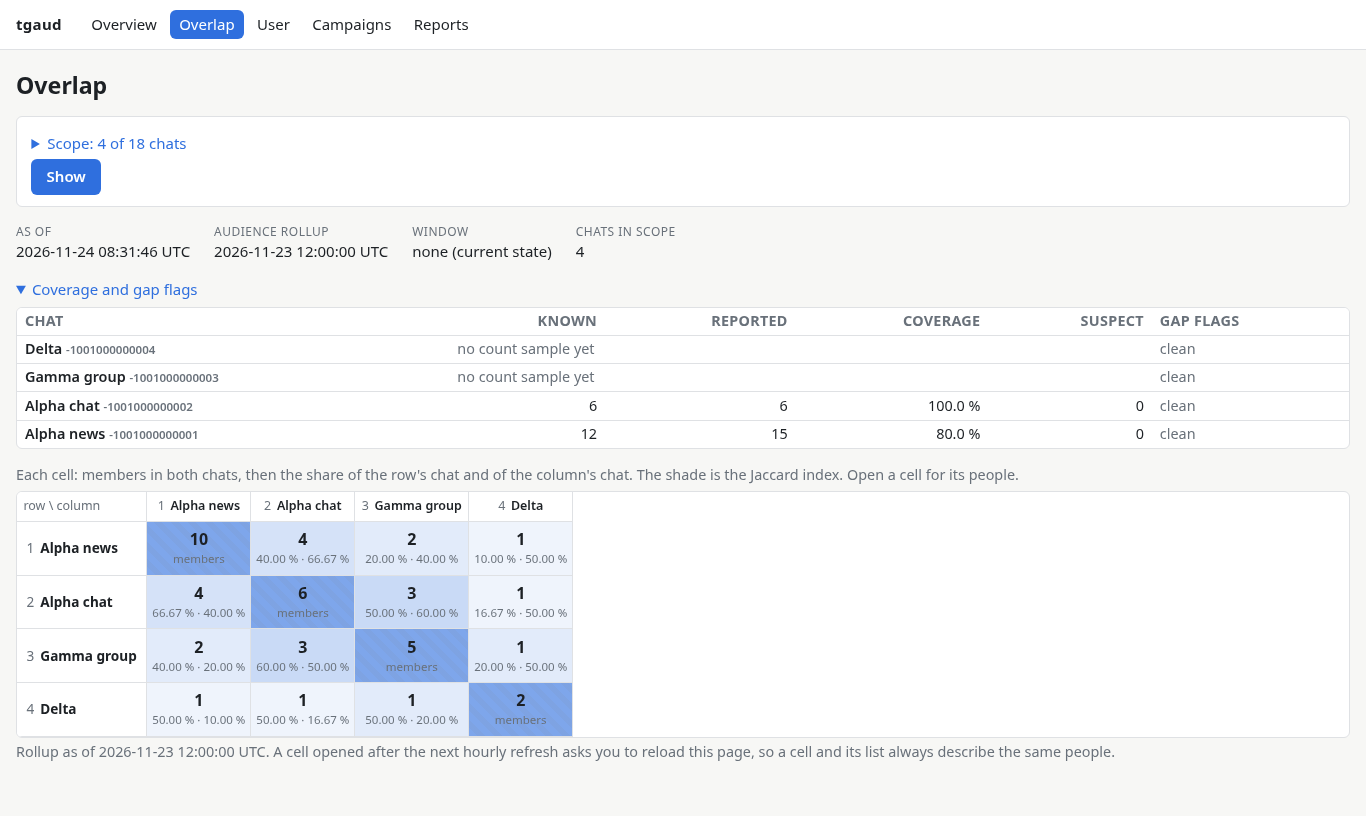 tgaud Overview Overlap User Campaigns Reports
Overlap
Scope: 4 of 18 chats
Show
AS OF AUDIENCE ROLLUP WINDOW CHATS IN SCOPE
2026-11-24 08:31:46 UTC 2026-11-23 12:00:00 UTC none (current state) 4
Coverage and gap flags
CHAT KNOWN REPORTED COVERAGE SUSPECT GAP FLAGS
Delta -1001000000004 no count sample yet clean
Gamma group -1001000000003 no count sample yet clean
Alpha chat -1001000000002 6 6 100.0 % 0 clean
Alpha news -1001000000001 12 15 80.0 % 0 clean
Each cell: members in both chats, then the share of the row's chat and of the column's chat. The shade is the Jaccard index. Open a cell for its people.
row \ column 1 Alpha news 2 Alpha chat 3 Gamma group 4 Delta
1 Alpha news 10 4 2 1
members 40.00 % · 66.67 % 20.00 % · 40.00 % 10.00 % · 50.00 %
2 Alpha chat 4 6 3 1
66.67 % · 40.00 % members 50.00 % · 60.00 % 16.67 % · 50.00 %
3 Gamma group 2 3 5 1
40.00 % · 20.00 % 60.00 % · 50.00 % members 20.00 % · 50.00 %
4 Delta 1 1 1 2
50.00 % · 10.00 % 50.00 % · 16.67 % 50.00 % · 20.00 % members
Rollup as of 2026-11-23 12:00:00 UTC. A cell opened after the next hourly refresh asks you to reload this page, so a cell and its list always describe the same people.